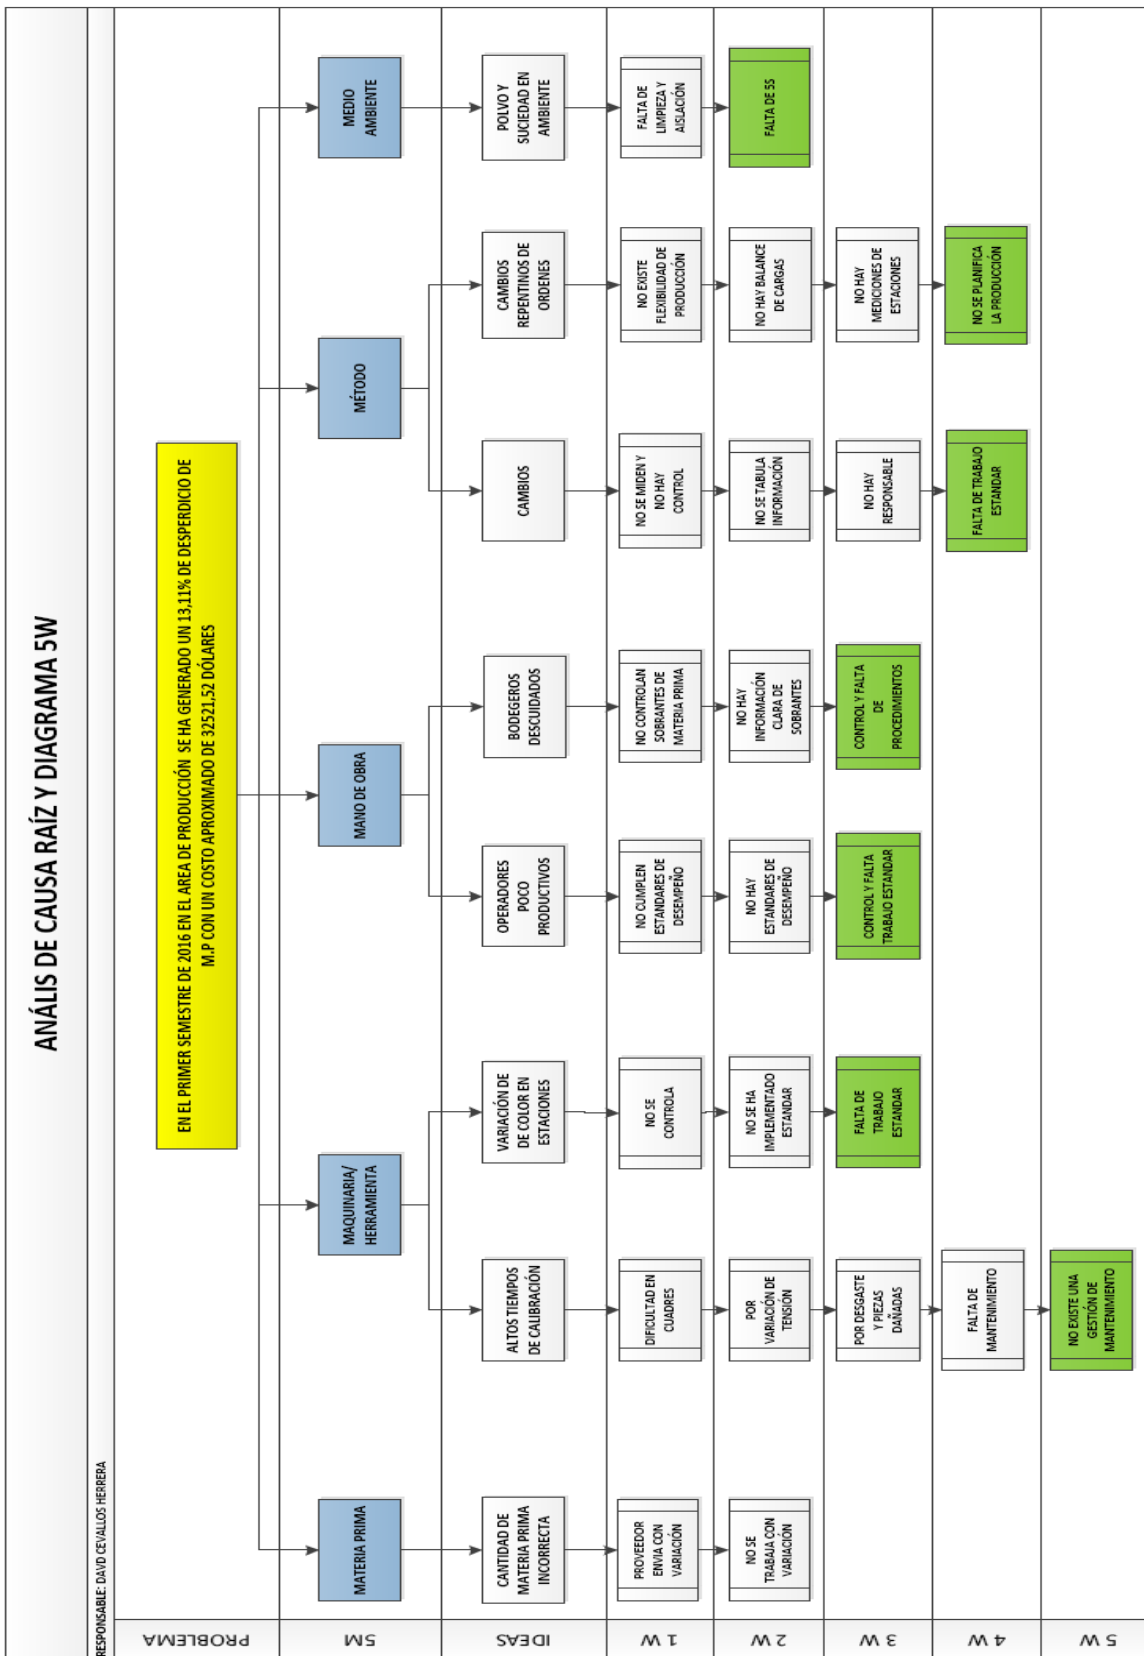 ANÁLIS DE CAUSA RAÍZ Y DIAGRAMA 5W
RESPONSABLE: DAVID CEVALLOS HERRERA
PROBLEMA
EN EL PRIMER SEMESTRE DE 2016 EN EL AREA DE PRODUCCIÓN SE HA GENERADO UN 13,11% DE DESPERDICIO DE
M.P CON UN COSTO APROXIMADO DE 32521,52 DÓLARES
5M
MATERIA PRIMA
MAQUINARIA/
HERRAMIENTA
MANO DE OBRA
MÉTODO
MEDIO
AMBIENTE
IDEAS
CANTIDAD DE
MATERIA PRIMA
INCORRECTA
ALTOS TIEMPOS
DE CALIBRACIÓN
VARIACIÓN DE
DE COLOR EN
ESTACIONES
OPERADORES
POCO
PRODUCTIVOS
BODEGEROS
DESCUIDADOS
CAMBIOS
CAMBIOS
REPENTINOS DE
ORDENES
POLVO Y
SUCIEDAD EN
AMBIENTE
1 W
PROVEEDOR
ENVIA CON
VARIACIÓN
DIFICULTAD EN
CUADRES
NO SE
CONTROLA
NO CUMPLEN
ESTANDARES DE
DESEMPEÑO
NO CONTROLAN
SOBRANTES DE
MATERIA PRIMA
NO SE MIDEN Y
NO HAY
CONTROL
NO EXISTE
FLEXIBILIDAD DE
PRODUCCIÓN
FALTA DE
LIMPIEZA Y
AISLACIÓN
2 W
NO SE
TRABAJA CON
VARIACIÓN
POR
VARIACIÓN DE
TENSIÓN
NO SE HA
IMPLEMENTADO
ESTANDAR
NO HAY
ESTANDARES DE
DESEMPEÑO
NO HAY
INFORMACIÓN
CLARA DE
SOBRANTES
NO SE TABULA
INFORMACIÓN
NO HAY BALANCE
DE CARGAS
FALTA DE 5S
3 W
POR DESGASTE
Y PIEZAS
DAÑADAS
FALTA DE
TRABAJO
ESTANDAR
CONTROL Y FALTA
TRABAJO ESTANDAR
CONTROL Y FALTA
DE
PROCEDIMIENTOS
NO HAY
RESPONSABLE
NO HAY
MEDICIONES DE
ESTACIONES
4 W
FALTA DE
MANTENIMIENTO
FALTA DE TRABAJO
ESTANDAR
NO SE PLANIFICA
LA PRODUCCIÓN
5 W
NO EXISTE UNA
GESTIÓN DE
MANTENIMIENTO